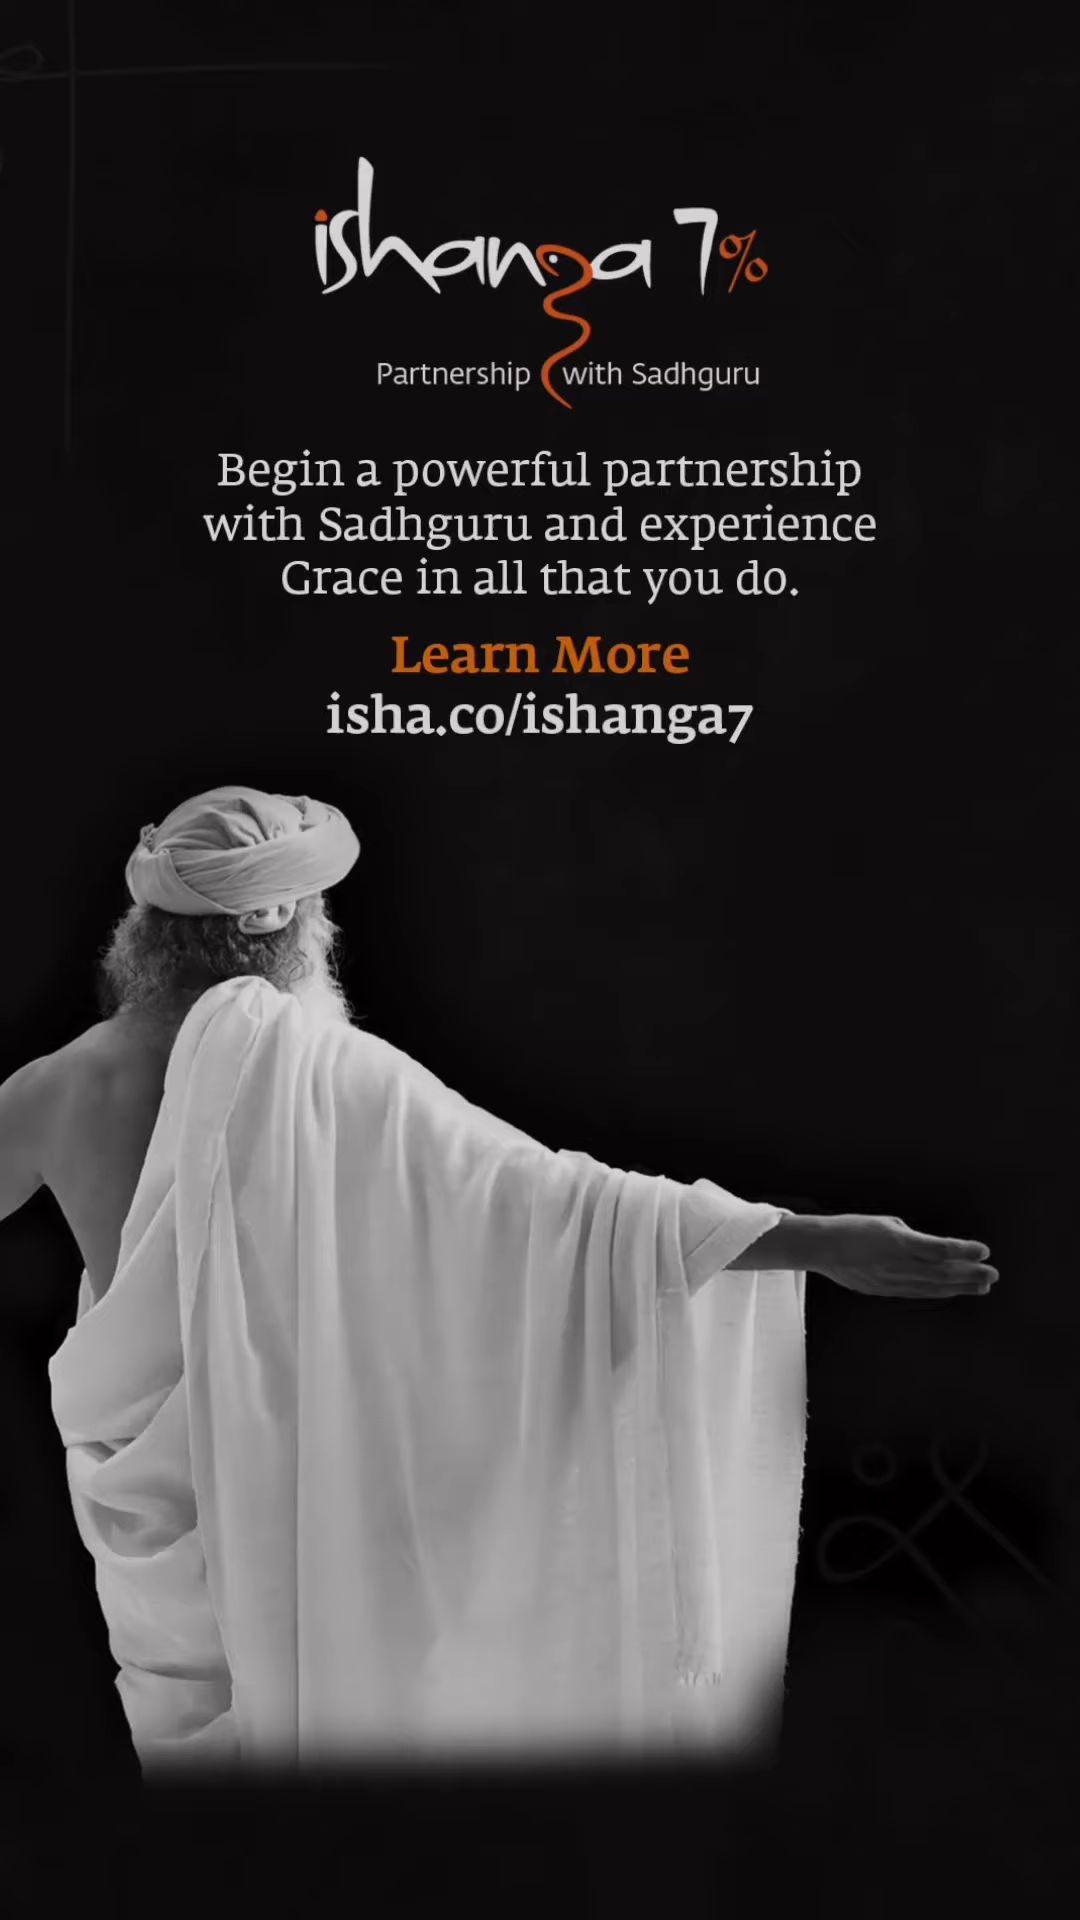 ishanga 7%
Partnership with Sadhguru
Begin a powerful partnership
with Sadhguru and experience
Grace in all that you do.
Learn More
isha.co/ishanga7